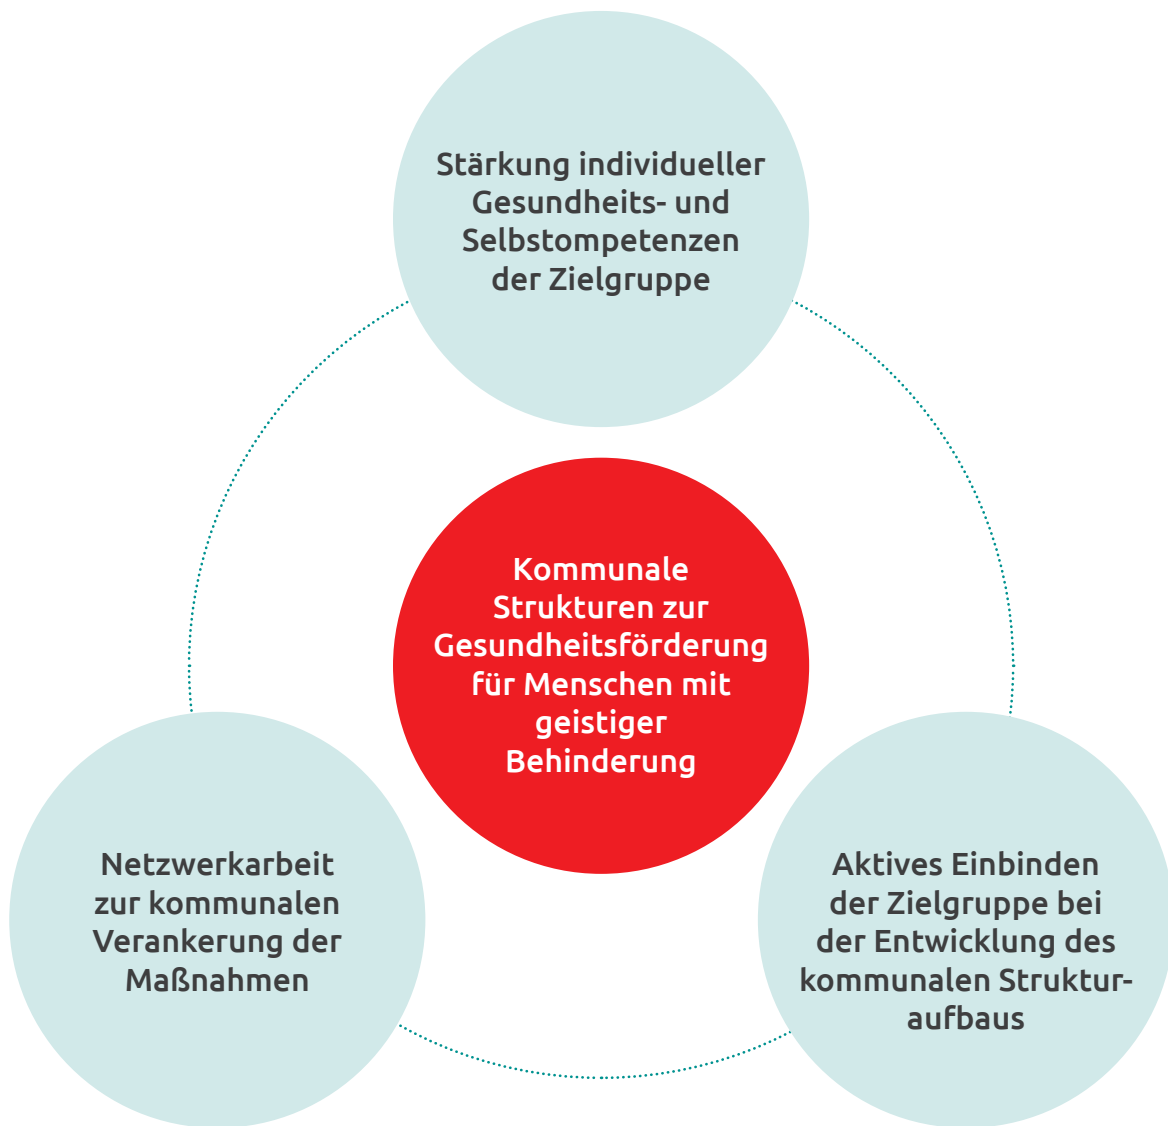 Stärkung individueller
Gesundheits- und
Selbstompetenzen
der Zielgruppe
Kommunale
Strukturen zur
Gesundheitsförderung
für Menschen mit
geistiger
Behinderung
Netzwerkarbeit
zur kommunalen
Verankerung der
Maßnahmen
Aktives Einbinden
der Zielgruppe bei
der Entwicklung des
kommunalen Struktur-
aufbaus